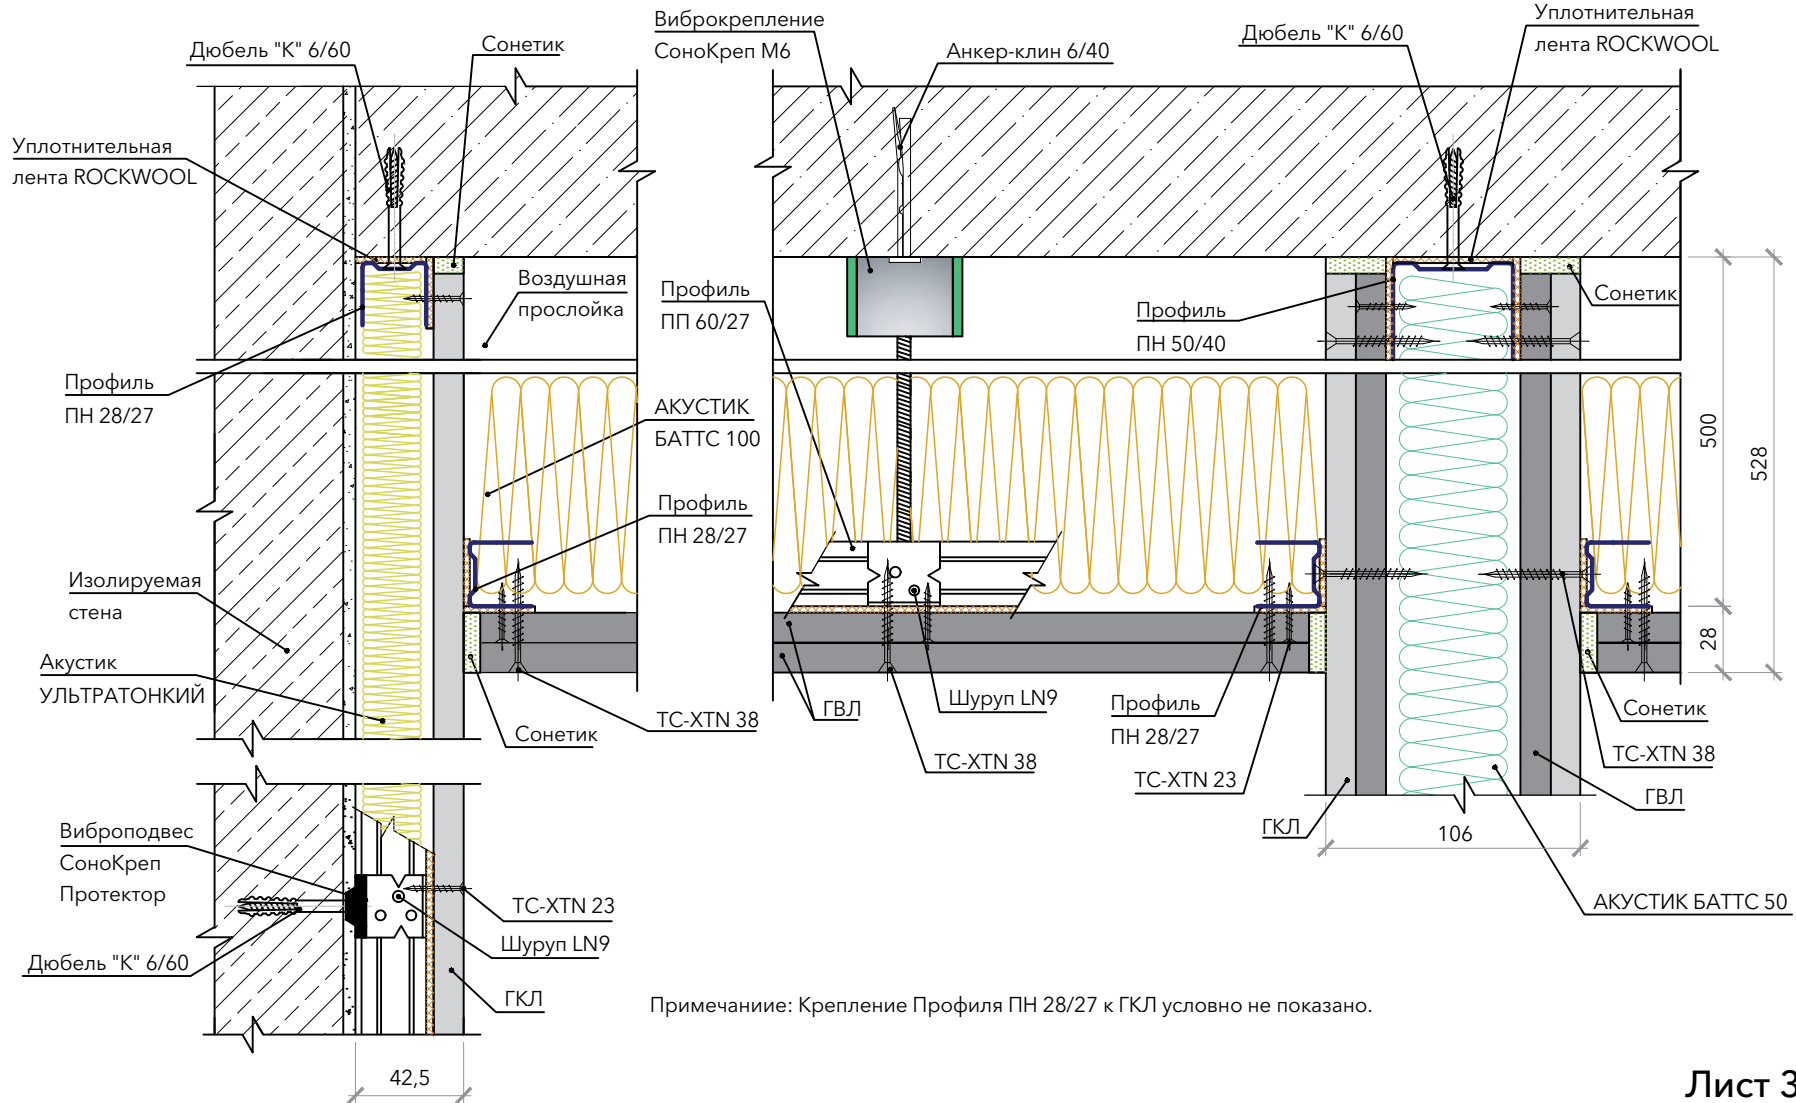 Дюбель "К" 6/60
Сонетик
Виброкрепление
СоноКреп М6
Анкер-клин 6/40
Дюбель "К" 6/60
Уплотнительная
лента ROCKWOOL
Уплотнительная
лента ROCKWOOL
Воздушная
прослойка
Профиль
ПП 60/27
Профиль
ПН 50/40
Сонетик
Профиль
ПН 28/27
АКУСТИК
БАТТС 100
500
528
Профиль
ПН 28/27
Изолируемая
стена
28
Акустик
УЛЬТРАТОНКИЙ
ТС-XTN 38
Сонетик
ГВЛ
Шуруп LN9
ТС-XTN 38
Профиль
ПН 28/27
ТС-XTN 23
Сонетик
ТС-XTN 38
ГВЛ
ГКЛ
106
Виброподвес
СоноКреп
Протектор
ТС-XTN 23
АКУСТИК БАТТС 50
Шуруп LN9
Дюбель "К" 6/60
ГКЛ
Примечаниие: Крепление Профиля ПН 28/27 к ГКЛ условно не показано.
42,5
Лист 3